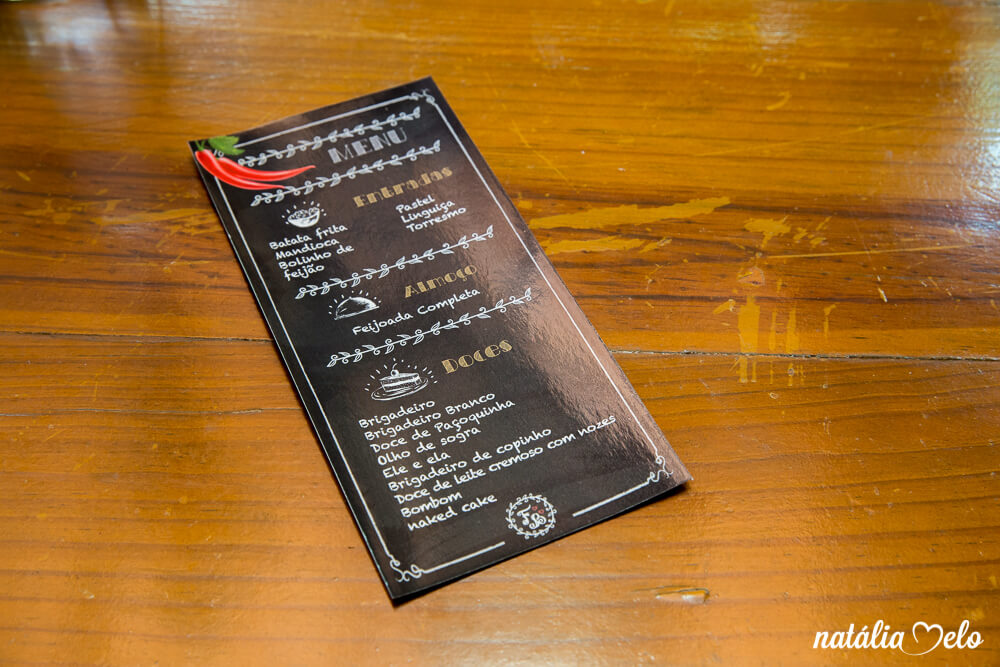 MENU
Entradas
Batata frita
Mandioca
Bolinho de
feijão
Pastel
Linguiça
Torresmo
Almoço
Feijoada Completa
Doces
Brigadeiro
Brigadeiro Branco
Doce de Paçoquinha
Olho de sogra
Ele e ela
Brigadeiro de copinho
Doce de leite cremoso com nozes
Bombom
naked cake
F B
natália elo